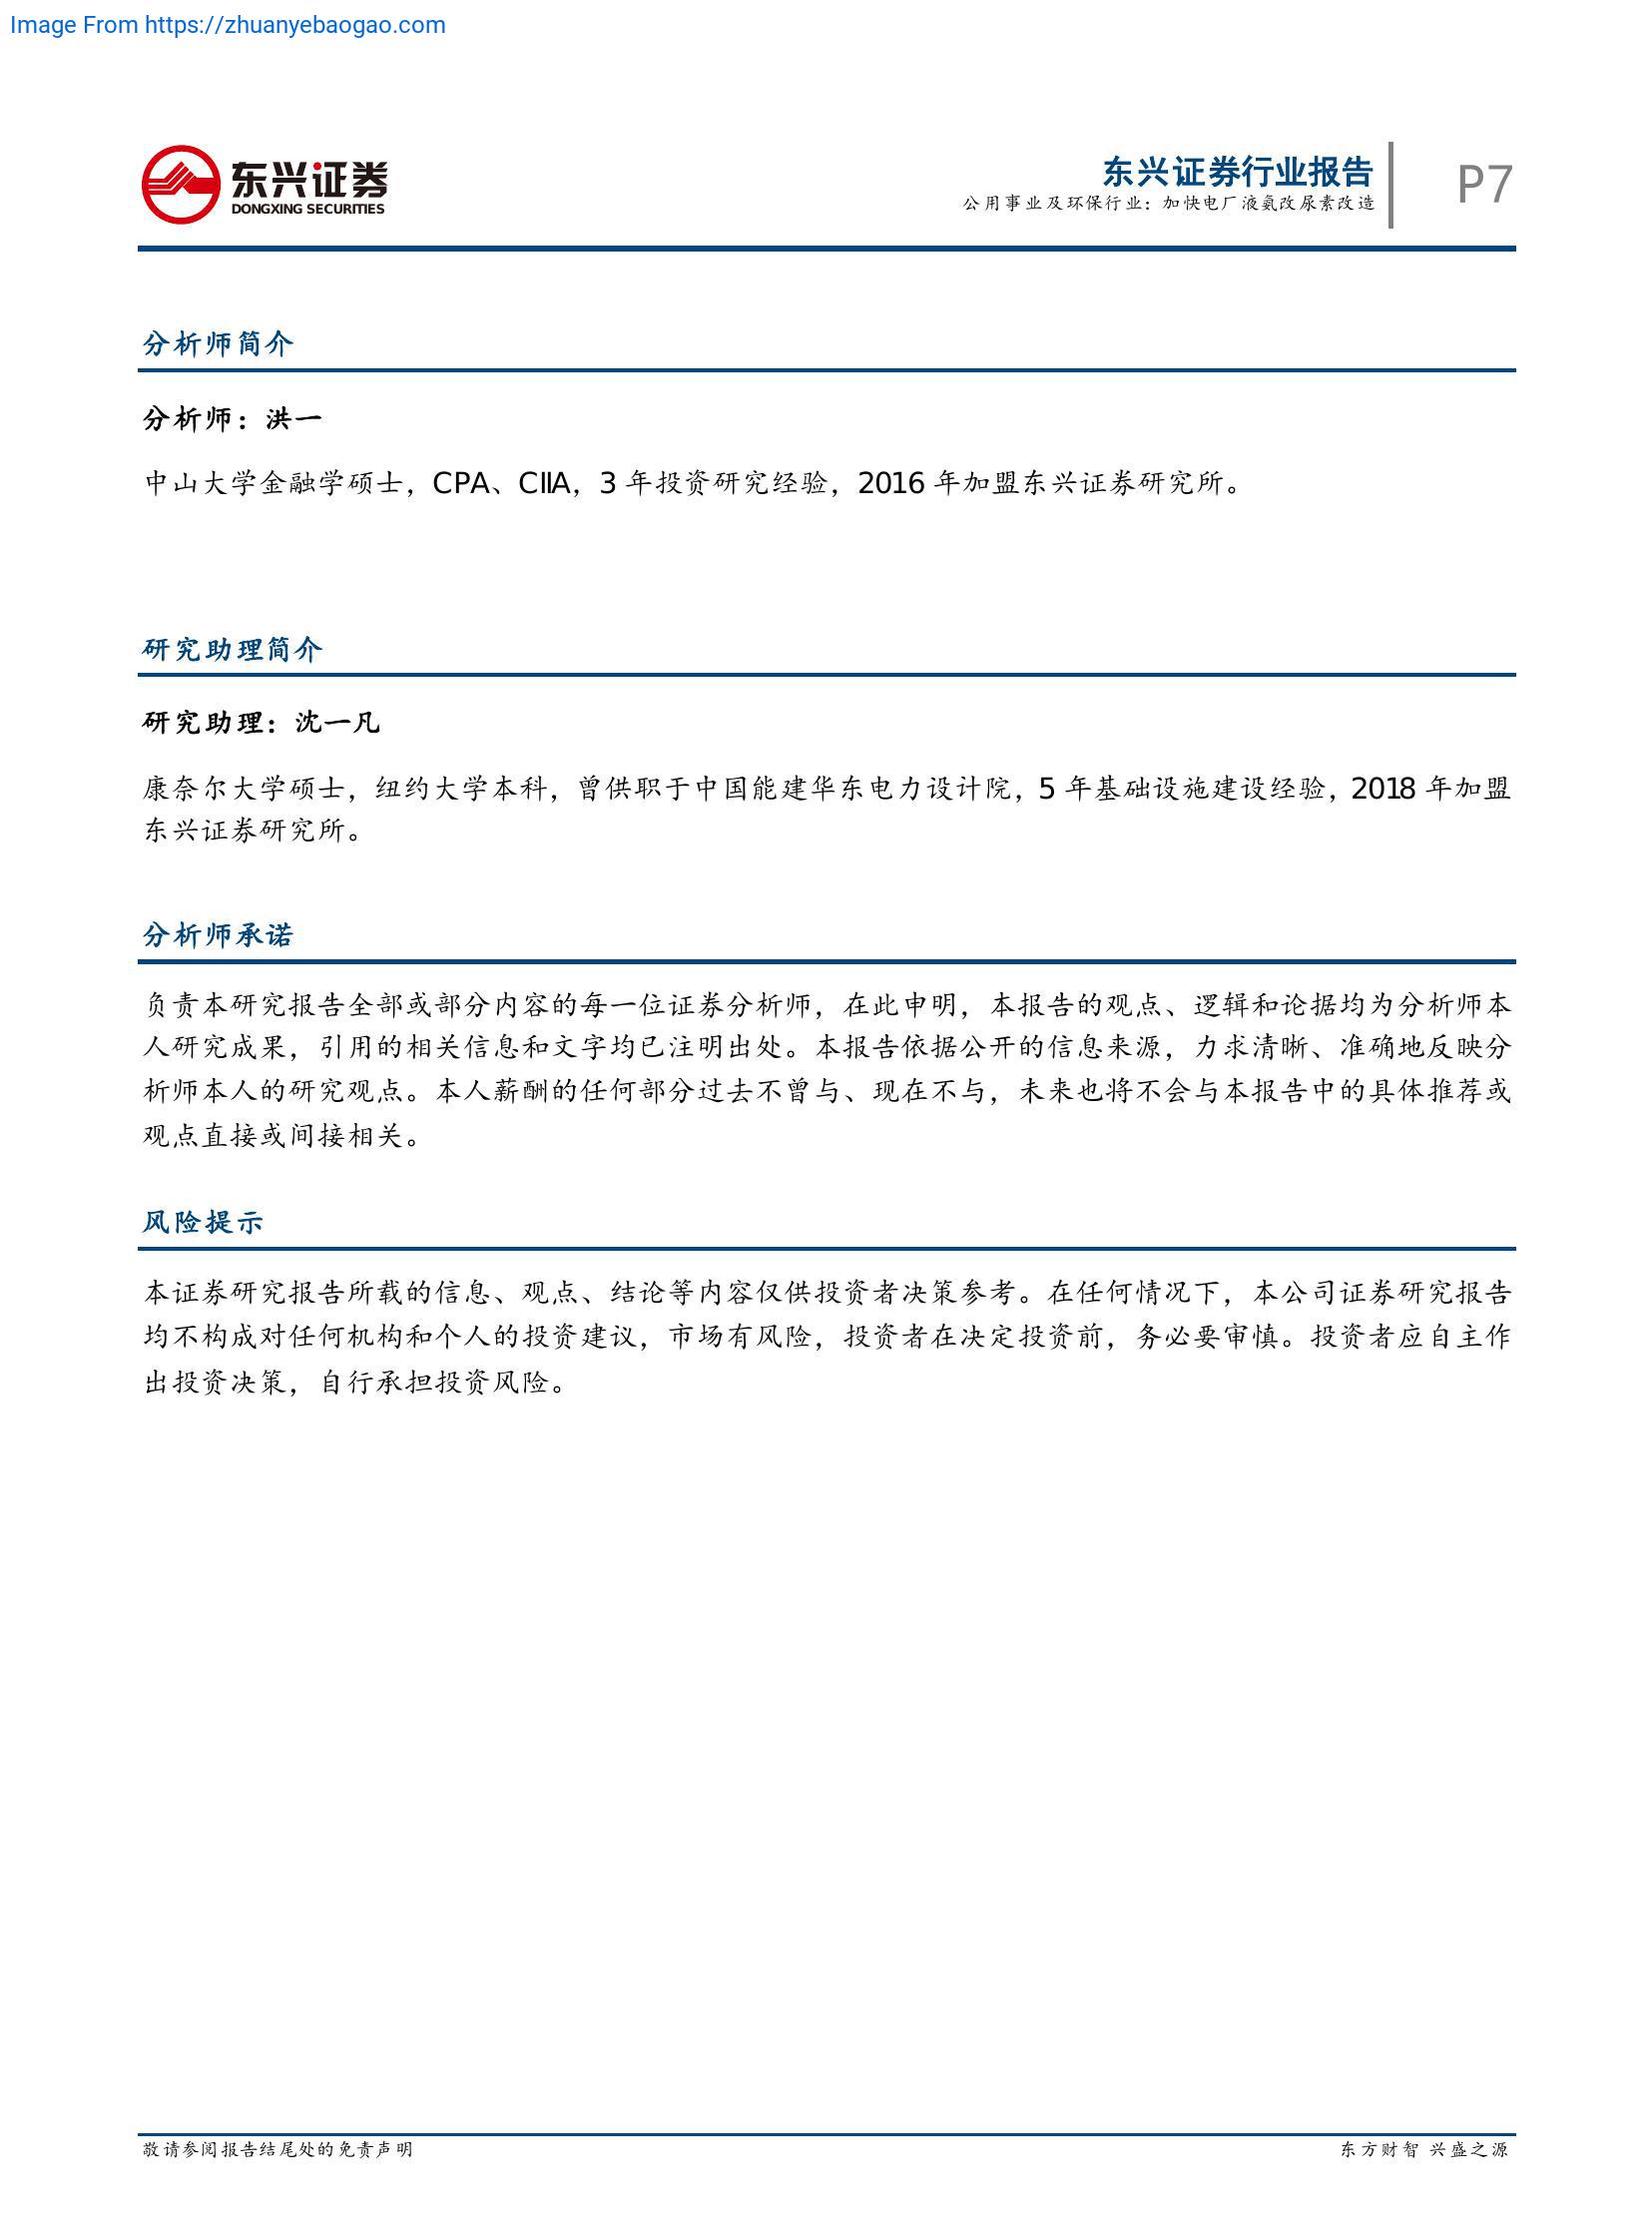 Image From https://zhuanyebaogao.com
东兴证券
DONGXING SECURITIES
东兴证券行业报告
公用事业及环保行业：加快电厂液氨改尿素改造
P7
分析师简介
分析师：洪一
中山大学金融学硕士，CPA、CIIA，3 年投资研究经验，2016 年加盟东兴证券研究所。
研究助理简介
研究助理：沈一凡
康奈尔大学硕士，纽约大学本科，曾供职于中国能建华东电力设计院，5 年基础设施建设经验，2018 年加盟
东兴证券研究所。
分析师承诺
负责本研究报告全部或部分内容的每一位证券分析师，在此申明，本报告的观点、逻辑和论据均为分析师本
人研究成果，引用的相关信息和文字均已注明出处。本报告依据公开的信息来源，力求清晰、准确地反映分
析师本人的研究观点。本人薪酬的任何部分过去不曾与、现在不与，未来也将不会与本报告中的具体推荐或
观点直接或间接相关。
风险提示
本证券研究报告所载的信息、观点、结论等内容仅供投资者决策参考。在任何情况下，本公司证券研究报告
均不构成对任何机构和个人的投资建议，市场有风险，投资者在决定投资前，务必要审慎。投资者应自主作
出投资决策，自行承担投资风险。
敬请参阅报告结尾处的免责声明
东方财智 兴盛之源